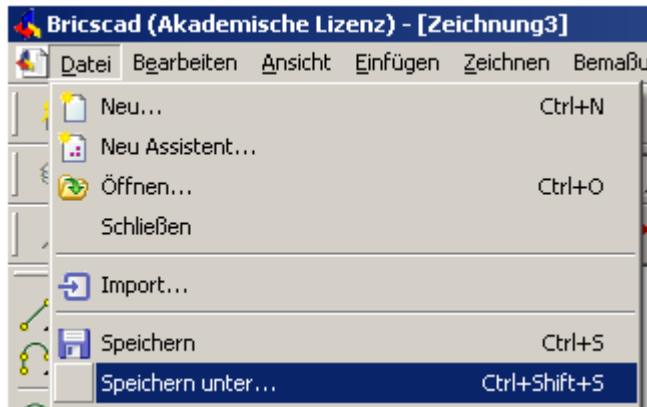 Bricscad (Akademische Lizenz) - [Zeichnung3]
Datei Bearbeiten Ansicht Einfügen Zeichnen Bemaßu
Neu... Ctrl+N
Neu Assistent...
Öffnen... Ctrl+O
Schließen
Import...
Speichern Ctrl+S
Speichern unter... Ctrl+Shift+S